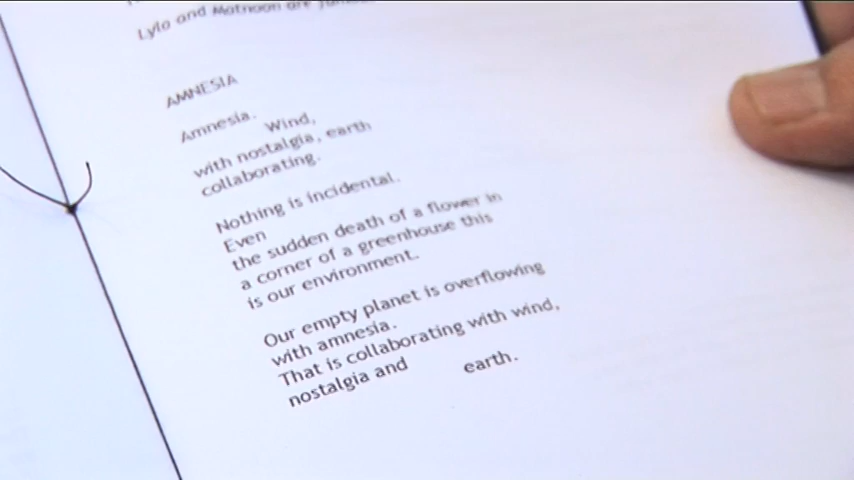 Lyla and Matnoon are
AMNESIA
Amnesia. Wind,
with nostalgia, earth
collaborating.
Nothing is incidental.
Even
the sudden death of a flower in
a corner of a greenhouse this
is our environment.
Our empty planet is overflowing
with amnesia.
That is collaborating with wind,
nostalgia and earth.